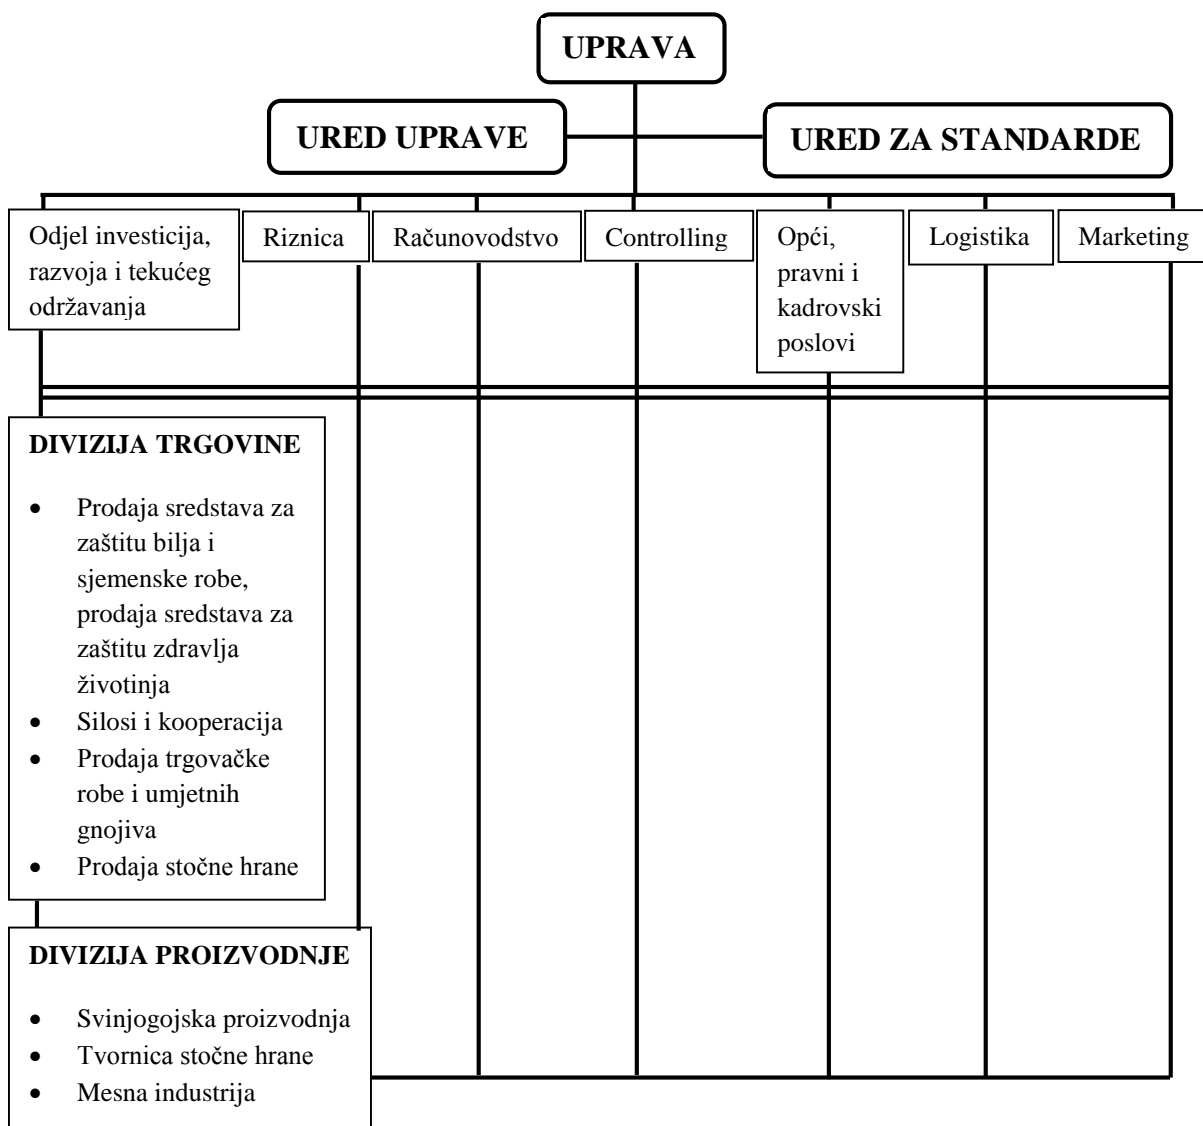 UPRAVA
URED UPRAVE
URED ZA STANDARDE
Odjel investicija,
razvoja i tekućeg
održavanja
Riznica
Računovodstvo
Controlling
Opći,
pravni i
kadrovski
poslovi
Logistika
Marketing
DIVIZIJA TRGOVINE
• Prodaja sredstava za
zaštitu bilja i
sjemenske robe,
prodaja sredstava za
zaštitu zdravlja
životinja
• Silosi i kooperacija
• Prodaja trgovačke
robe i umjetnih
gnojiva
• Prodaja stočne hrane
DIVIZIJA PROIZVODNJE
• Svinjogojska proizvodnja
• Tvornica stočne hrane
• Mesna industrija